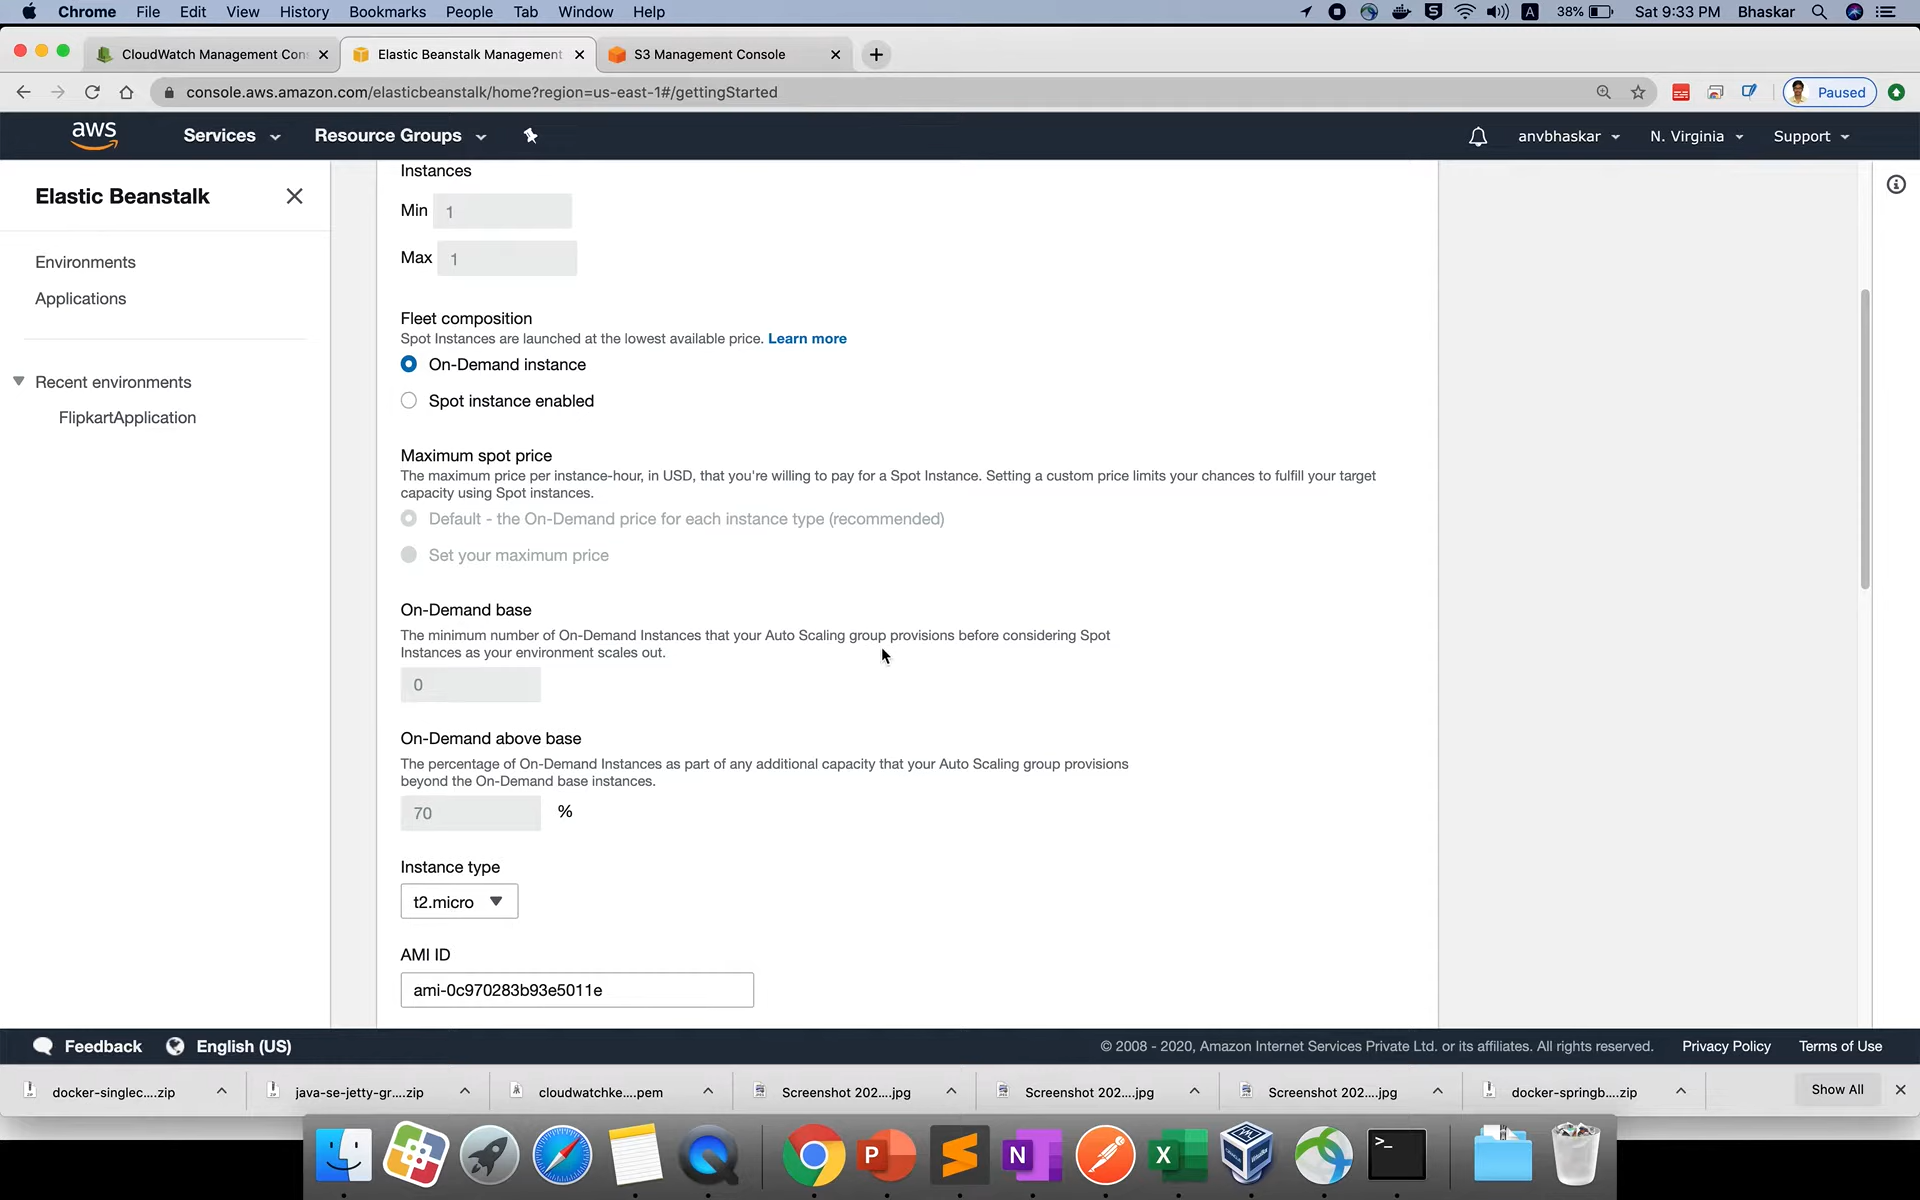 Chrome File Edit View History Bookmarks People Tab Window Help
A 38% Sat 9:33 PM Bhaskar
CloudWatch Management Con
Elastic Beanstalk Management
S3 Management Console
console.aws.amazon.com/elasticbeanstalk/home?region=us-east-1#/gettingStarted
Paused
aws Services Resource Groups
anvbhaskar N. Virginia Support
Elastic Beanstalk
Environments
Applications
Recent environments
FlipkartApplication
Instances
Min 1
Max 1
Fleet composition
Spot Instances are launched at the lowest available price. Learn more
On-Demand instance
Spot instance enabled
Maximum spot price
The maximum price per instance-hour, in USD, that you're willing to pay for a Spot Instance. Setting a custom price limits your chances to fulfill your target
capacity using Spot instances.
Default - the On-Demand price for each instance type (recommended)
Set your maximum price
On-Demand base
The minimum number of On-Demand Instances that your Auto Scaling group provisions before considering Spot
Instances as your environment scales out.
0
On-Demand above base
The percentage of On-Demand Instances as part of any additional capacity that your Auto Scaling group provisions
beyond the On-Demand base instances.
70 %
Instance type
t2.micro
AMI ID
ami-0c970283b93e5011e
Feedback English (US)
© 2008 - 2020, Amazon Internet Services Private Ltd. or its affiliates. All rights reserved. Privacy Policy Terms of Use
docker-singlec....zip
java-se-jetty-gr....zip
cloudwatchke....pem
Screenshot 202....jpg
Screenshot 202....jpg
Screenshot 202....jpg
docker-springb....zip
Show All
P
S
N
X
>_